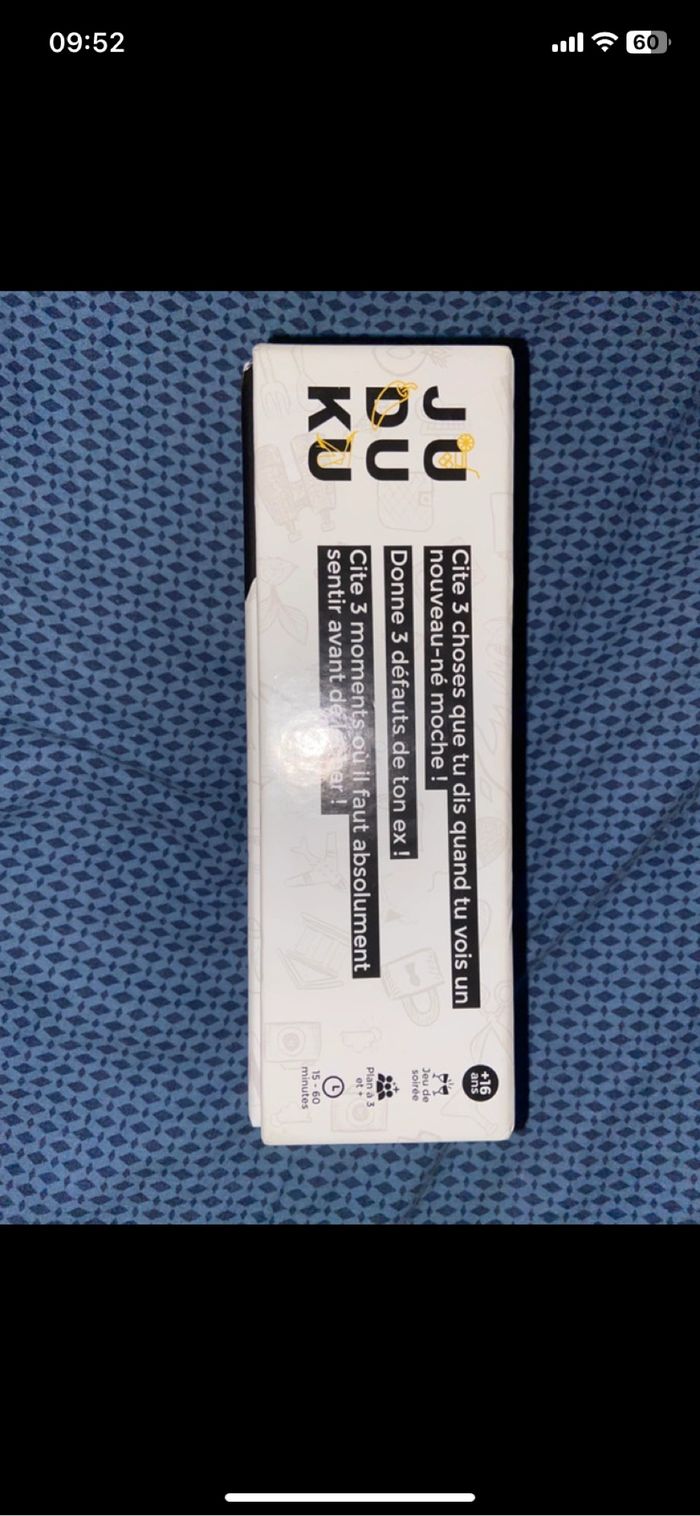 09:52
60
JU
DU
KU
Cite 3 choses que tu dis quand tu vois un
nouveau-né moche !
Donne 3 défauts de ton ex !
Cite 3 moments où il faut absolument
sentir avant de !
+16
ans
Jeu de
soirée
Plan à 3
et +
15 - 60
minutes